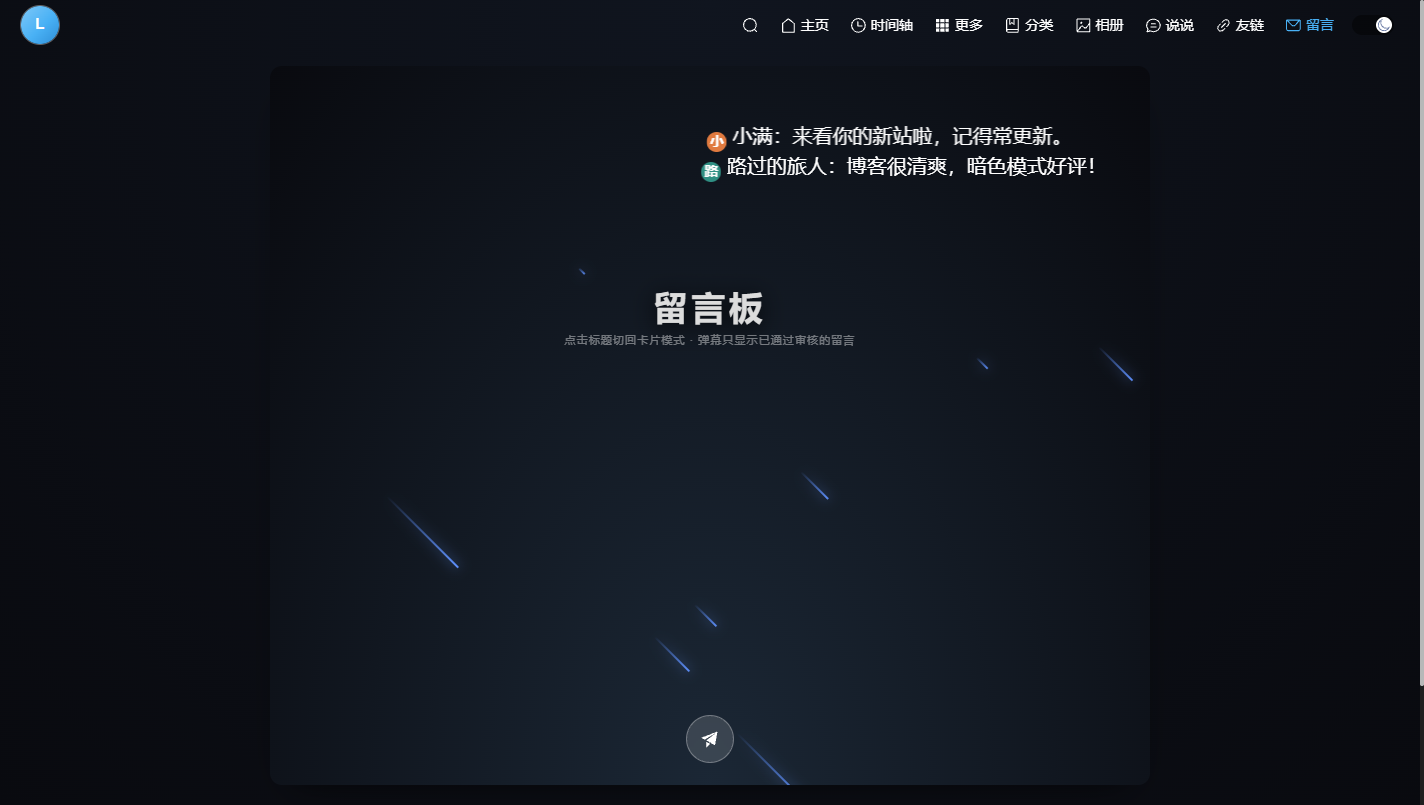 L 主页 时间轴 更多 分类 相册 说说 友链 留言
小 小满：来看你的新站啦，记得常更新。
路 路过的旅人：博客很清爽，暗色模式好评！
留言板
点击标题切回卡片模式 · 弹幕只显示已通过审核的留言